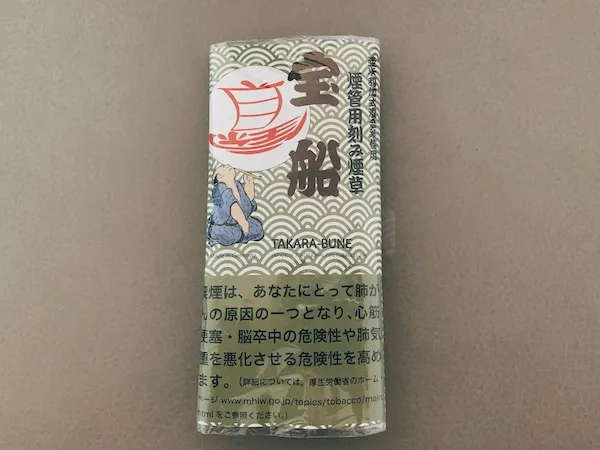 宝船
煙管用刻み煙草
TAKARA-BUNE
喫煙は、あなたにとって肺が
んの原因の一つとなり、心筋
梗塞・脳卒中の危険性や肺気
腫を悪化させる危険性を高め
ます。(詳細については、厚生労働省のホーム・
ページ www.mhlw.go.jp/topics/tobacco/main.
html をご参照ください。)